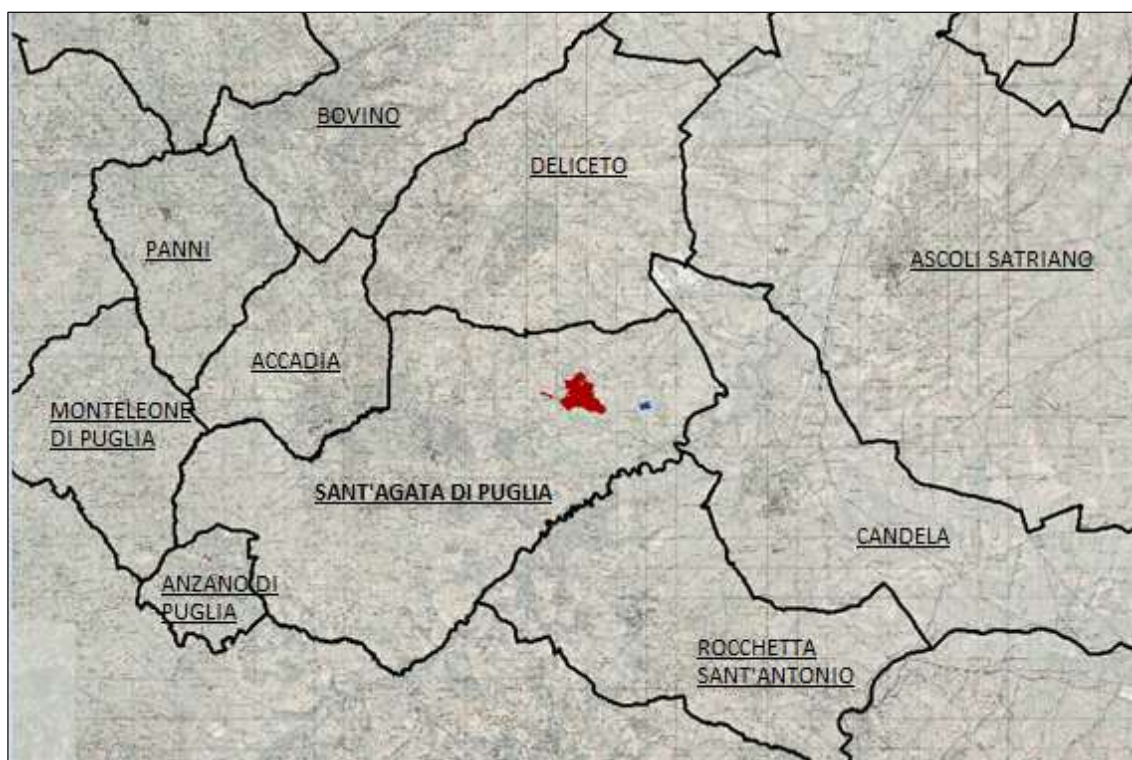 BOVINO
DELICETO
PANNI
ASCOLI SATRIANO
ACCADIA
MONTELEONE
DI PUGLIA
SANT'AGATA DI PUGLIA
CANDELA
ANZANO DI
PUGLIA
ROCCHETTA
SANT'ANTONIO